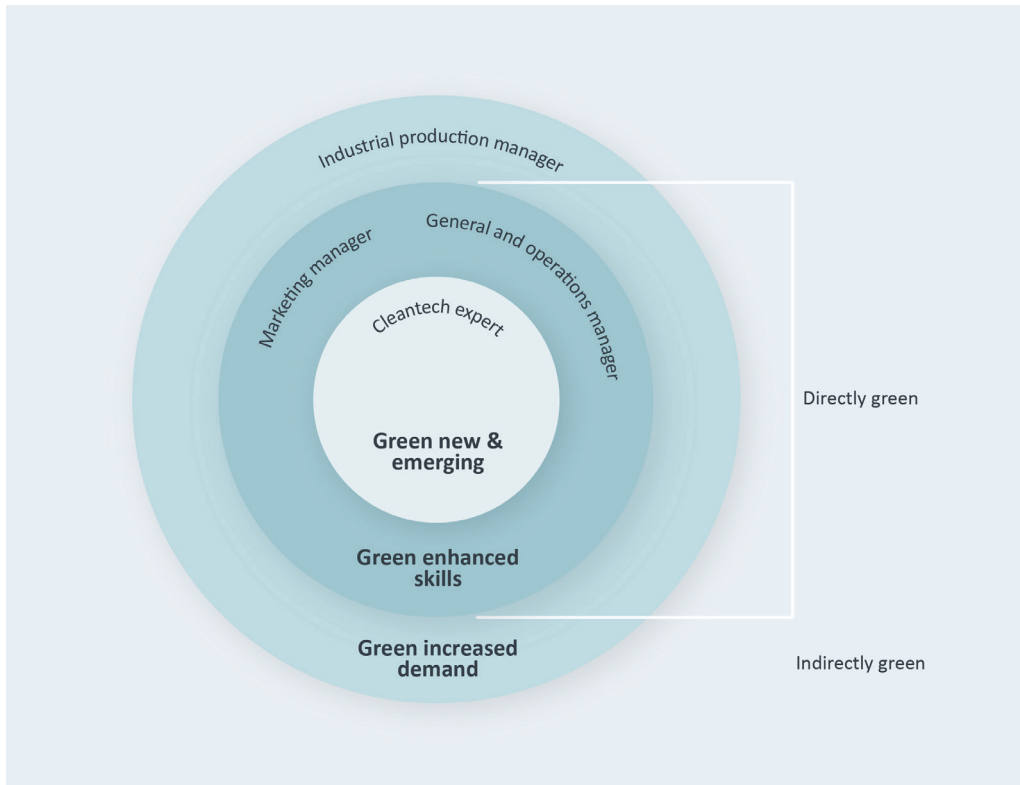 Industrial production manager
Marketing manager
General and operations manager
Cleantech expert
Directly green
Green new &
emerging
Green enhanced
skills
Green increased
demand
Indirectly green